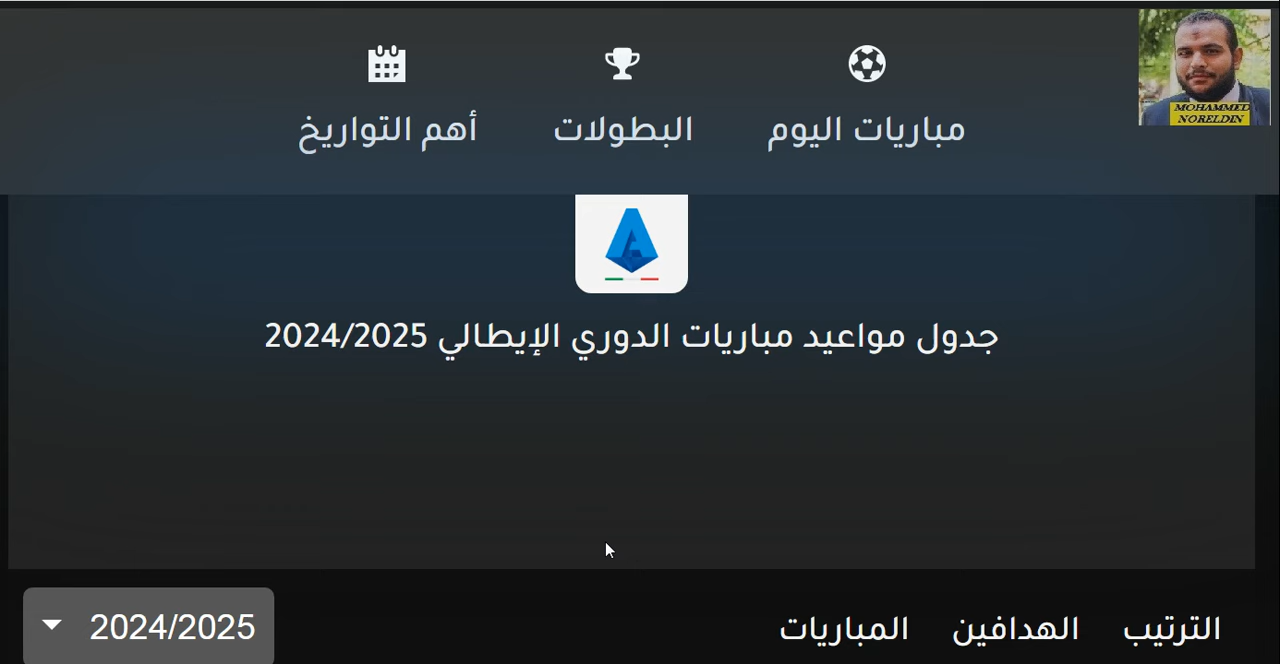 MOHAMMED
NORELDIN
مباريات اليوم
البطولات
أهم التواريخ
جدول مواعيد مباريات الدوري الإيطالي 2024/2025
الترتيب
الهدافين
المباريات
2024/2025